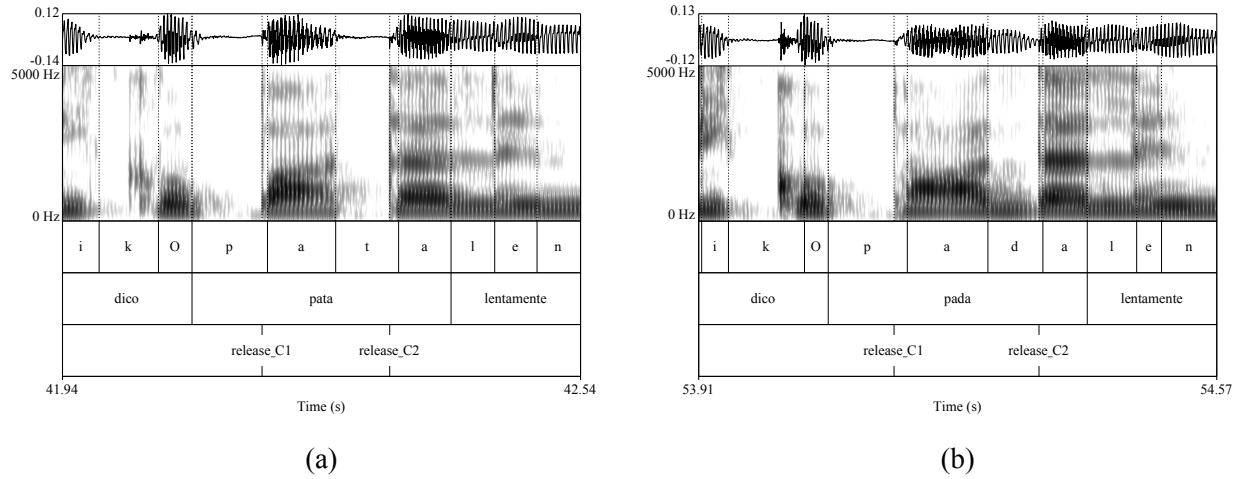 0.12
-0.14
5000 Hz
0 Hz
i k O p a t a l e n
dico pata lentamente
release_C1 release_C2
41.94 42.54
Time (s)
(a)
0.13
-0.12
5000 Hz
0 Hz
i k O p a d a l e n
dico pada lentamente
release_C1 release_C2
53.91 54.57
Time (s)
(b)